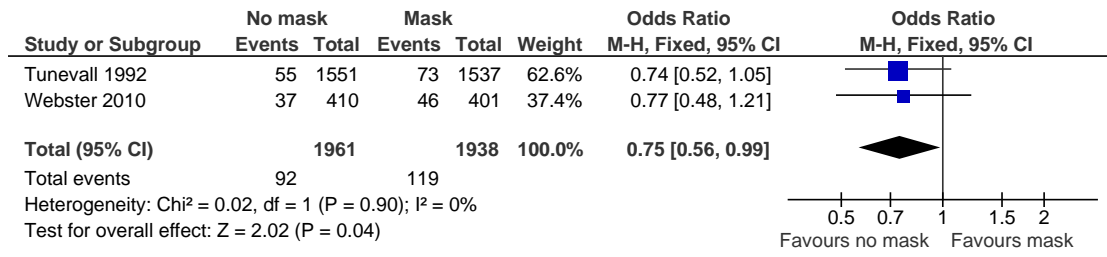 No mask Mask Odds Ratio Odds Ratio
Study or Subgroup Events Total Events Total Weight M-H, Fixed, 95% CI M-H, Fixed, 95% CI
Tunevall 1992 55 1551 73 1537 62.6% 0.74 [0.52, 1.05]
Webster 2010 37 410 46 401 37.4% 0.77 [0.48, 1.21]
Total (95% CI) 1961 1938 100.0% 0.75 [0.56, 0.99]
Total events 92 119
Heterogeneity: Chi² = 0.02, df = 1 (P = 0.90); I² = 0%
Test for overall effect: Z = 2.02 (P = 0.04)
0.5 0.7 1 1.5 2
Favours no mask Favours mask